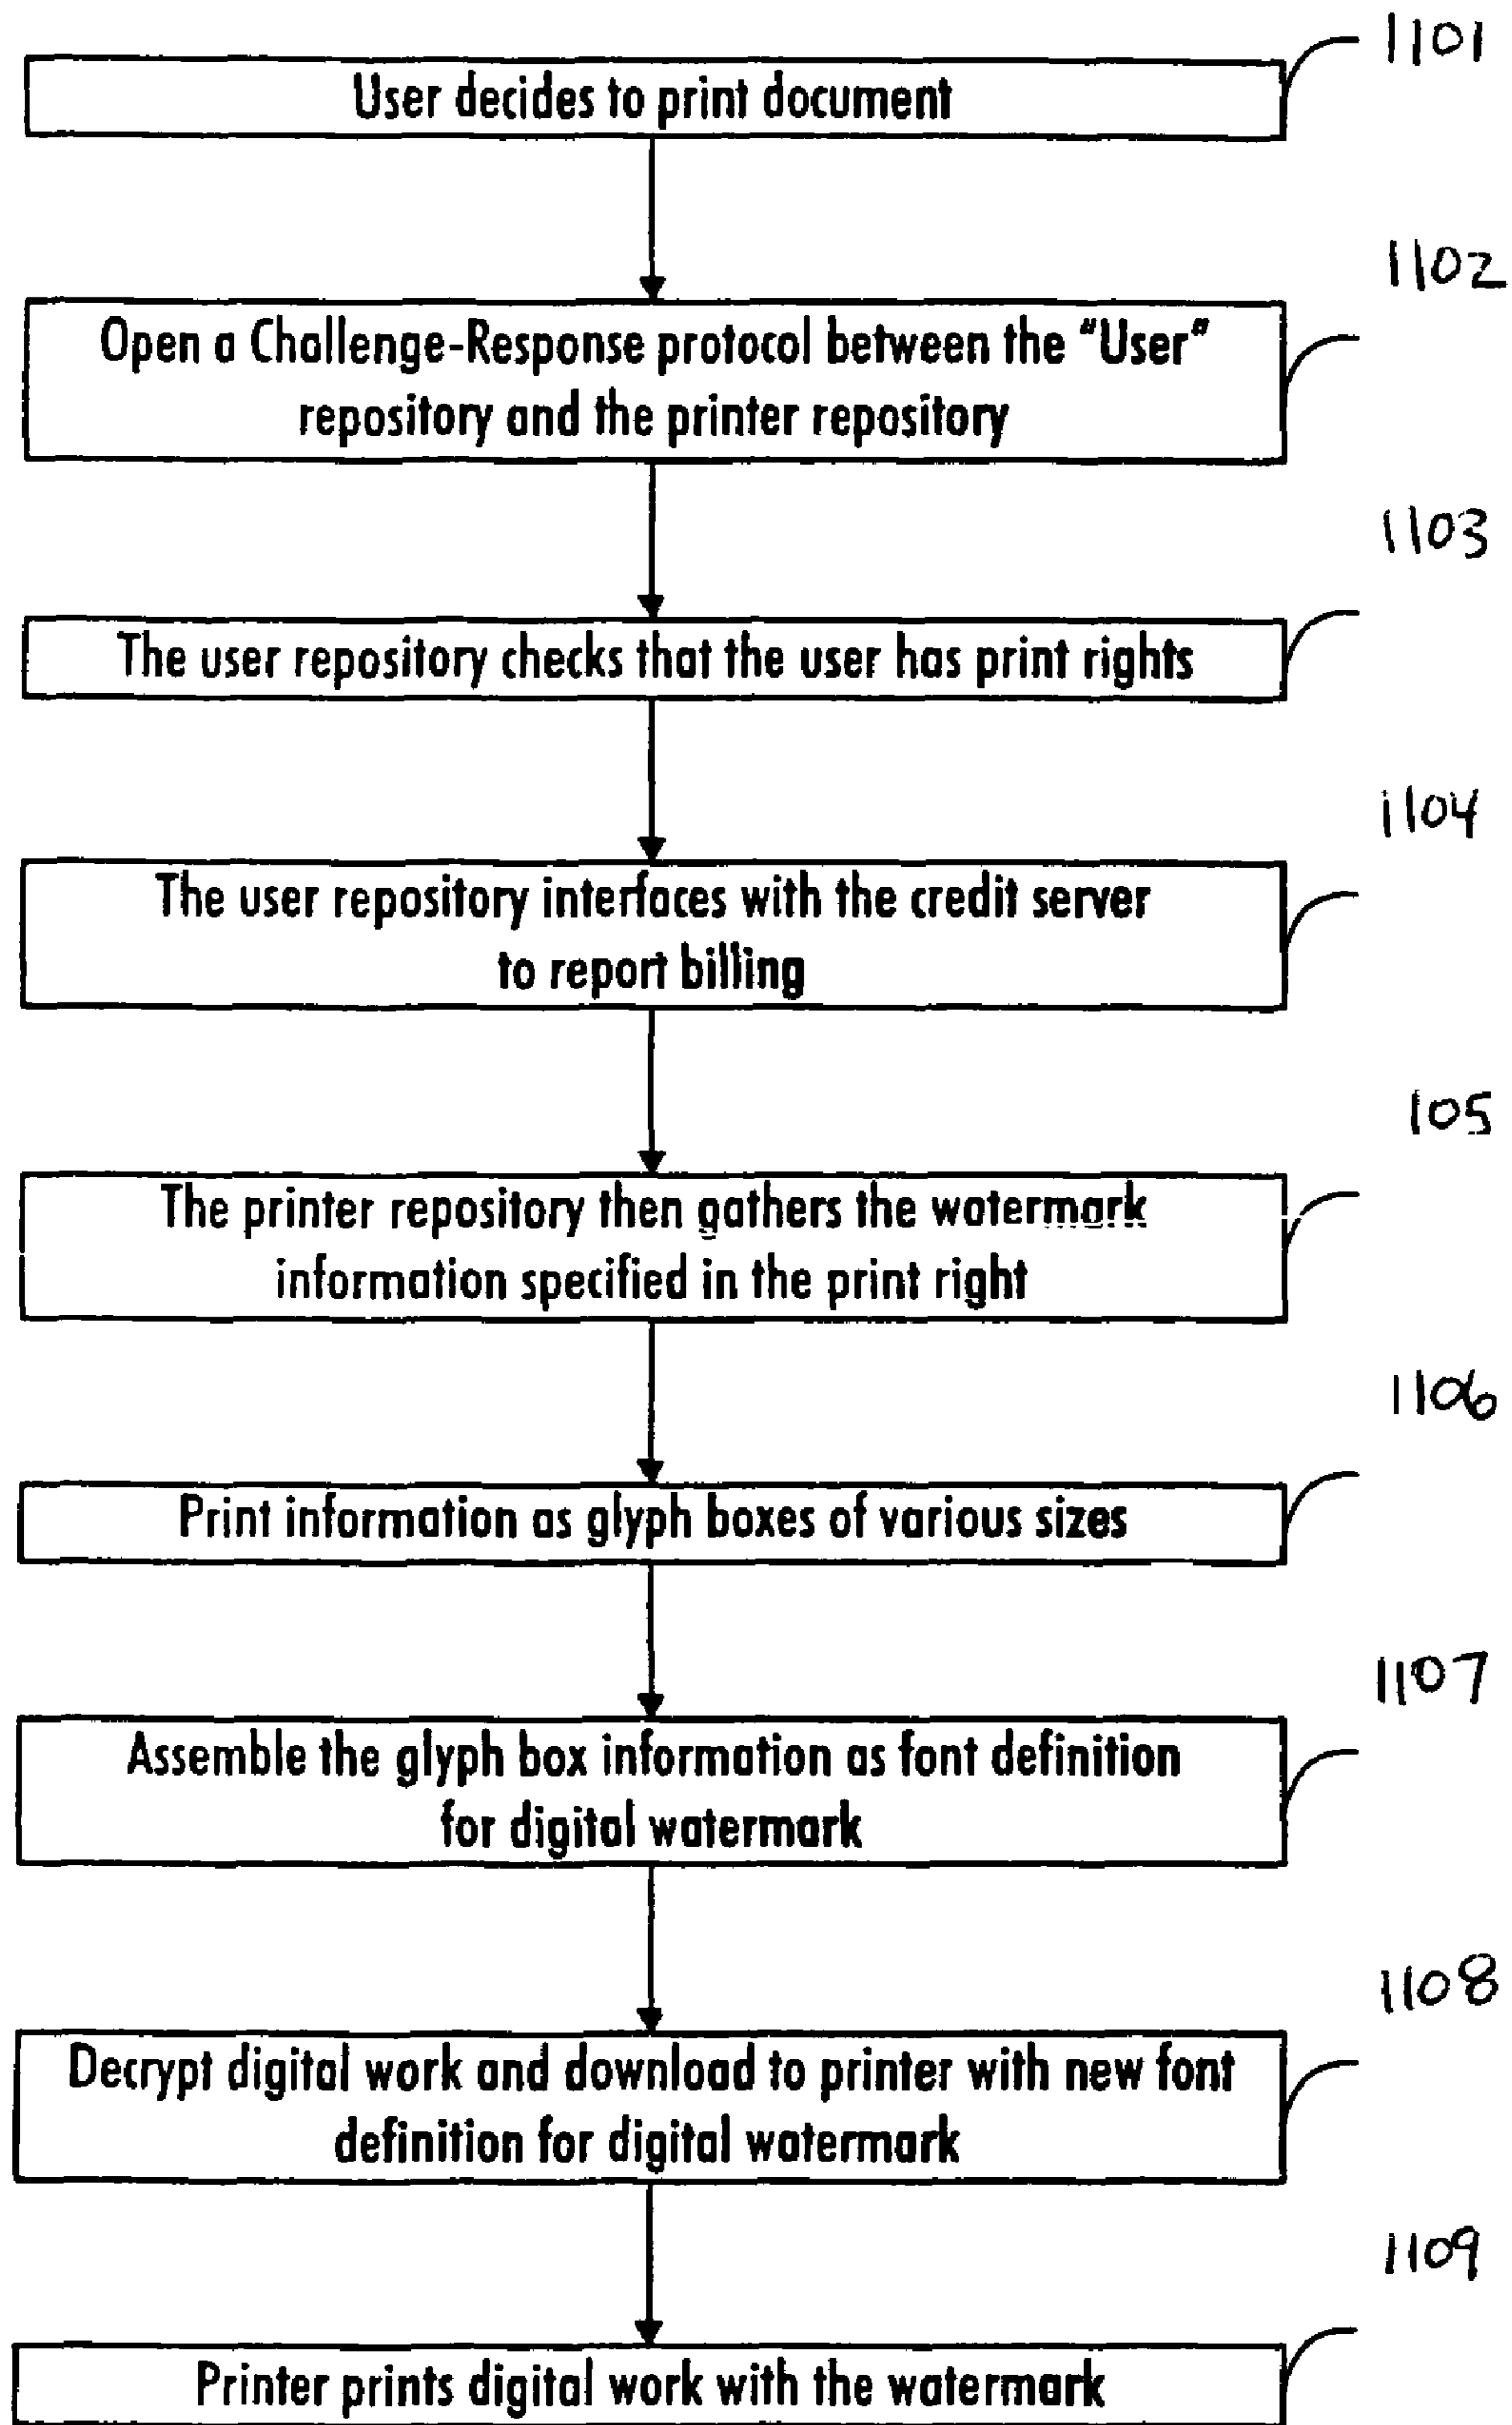 1101
User decides to print document
1102
Open a Challenge-Response protocol between the "User"
repository and the printer repository
1103
The user repository checks that the user has print rights
1104
The user repository interfaces with the credit server
to report billing
105
The printer repository then gathers the watermark
information specified in the print right
1106
Print information as glyph boxes of various sizes
1107
Assemble the glyph box information as font definition
for digital watermark
1108
Decrypt digital work and download to printer with new font
definition for digital watermark
1109
Printer prints digital work with the watermark